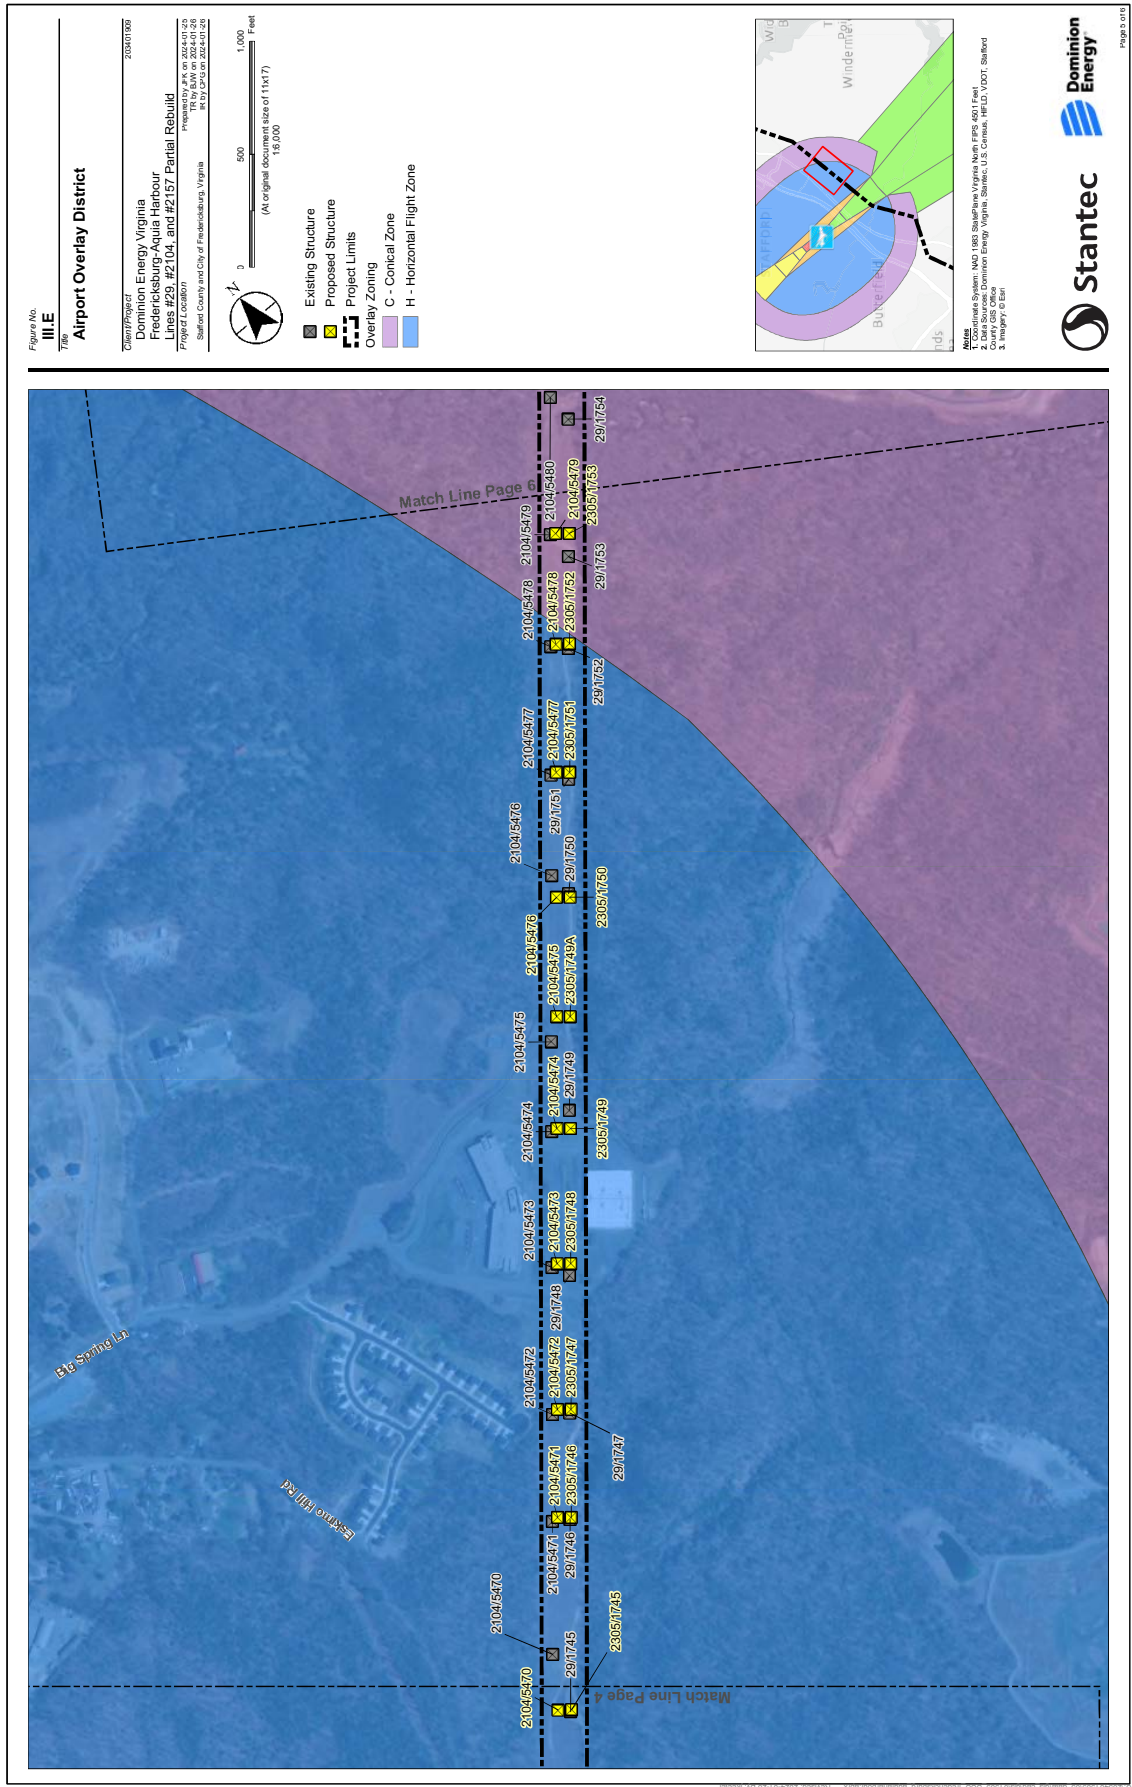 Figure No.
III.E
Title
Airport Overlay District
Client/Project
203401909
Dominion Energy Virginia
Fredericksburg-Aquia Harbour
Lines #29, #2104, and #2157 Partial Rebuild
Project Location
Stafford County and City of Fredericksburg, Virginia
Prepared by JPK on 2024-01-25
TR by BJW on 2024-01-26
IR by CPG on 2024-01-26
N
0 500 1,000
Feet
(At original document size of 11x17)
1:6,000
Existing Structure
Proposed Structure
Project Limits
Overlay Zoning
C - Conical Zone
H - Horizontal Flight Zone
STAFFORD
Butterfield
Notes
1. Coordinate System: NAD 1983 StatePlane Virginia North FIPS 4501 Feet
2. Data Sources: Dominion Energy Virginia, Stantec, U.S. Census, HIFLD, VDOT, Stafford
County GIS Office
3. Imagery: © Esri
Stantec
Dominion
Energy®
Page 5 of 6
Match Line Page 4
Match Line Page 6
Big Spring Ln
Eskimo Hill Rd
2104/5470
2104/5470
29/1745
2305/1745
2104/5471
2104/5471
29/1746
2305/1746
2104/5472
2104/5472
2305/1747
29/1747
2104/5473
2104/5473
29/1748
2305/1748
2104/5474
2104/5474
29/1749
2305/1749
2104/5475
2104/5475
2305/1749A
2104/5476
2104/5476
29/1750
2305/1750
2104/5477
2104/5477
29/1751
2305/1751
2104/5478
2104/5478
2305/1752
29/1752
2104/5479
2104/5480
2104/5479
2305/1753
29/1753
29/1754